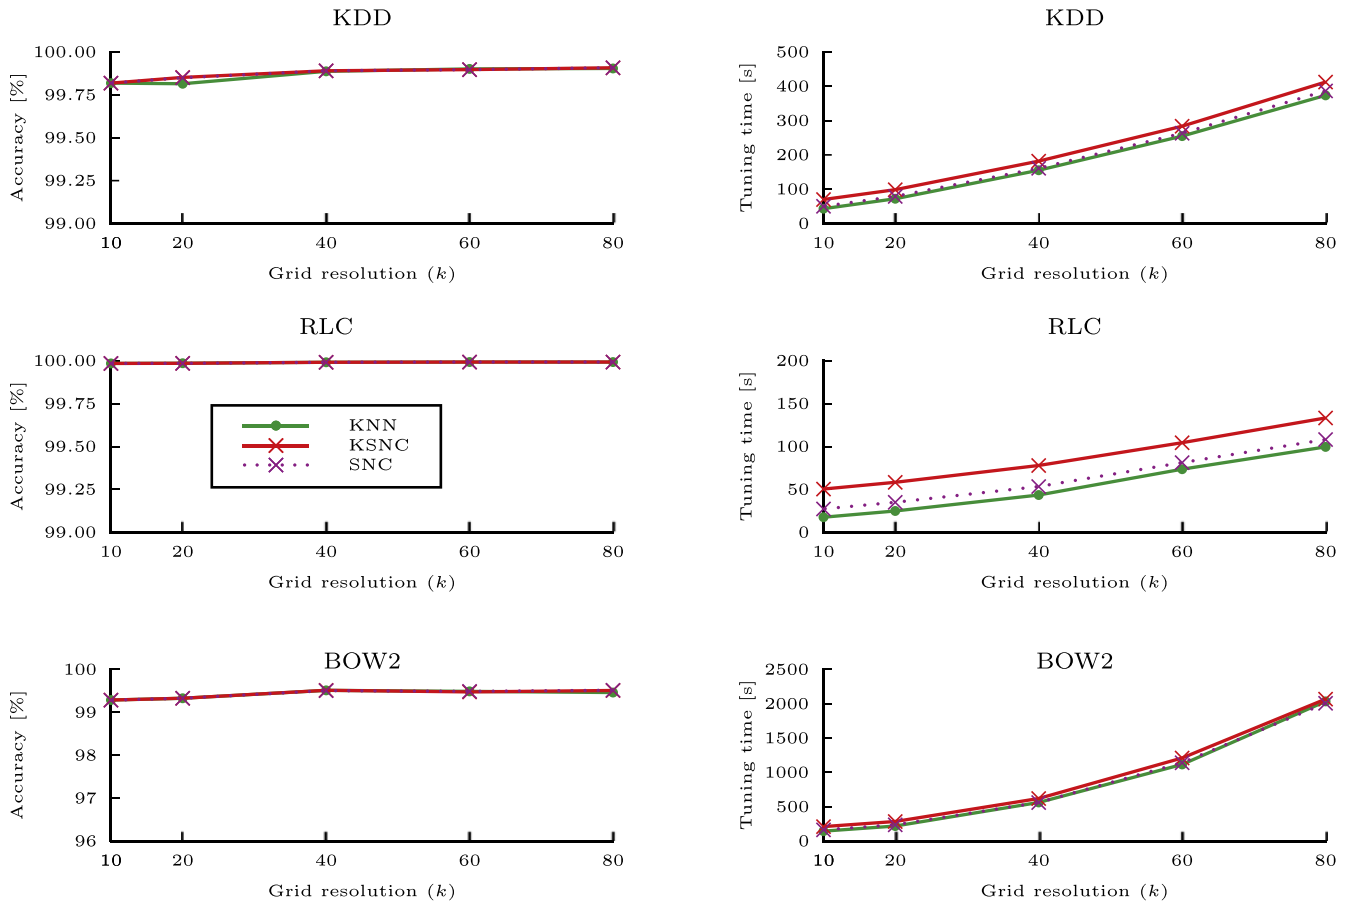 KDD
Accuracy [%]
100.00
99.75
99.50
99.25
99.00
10 20 40 60 80
Grid resolution (k)
KDD
Tuning time [s]
500
400
300
200
100
0
10 20 40 60 80
Grid resolution (k)
RLC
Accuracy [%]
100.00
99.75
99.50
99.25
99.00
KNN
KSNC
SNC
10 20 40 60 80
Grid resolution (k)
RLC
Tuning time [s]
200
150
100
50
0
10 20 40 60 80
Grid resolution (k)
BOW2
Accuracy [%]
100
99
98
97
96
10 20 40 60 80
Grid resolution (k)
BOW2
Tuning time [s]
2500
2000
1500
1000
500
0
10 20 40 60 80
Grid resolution (k)